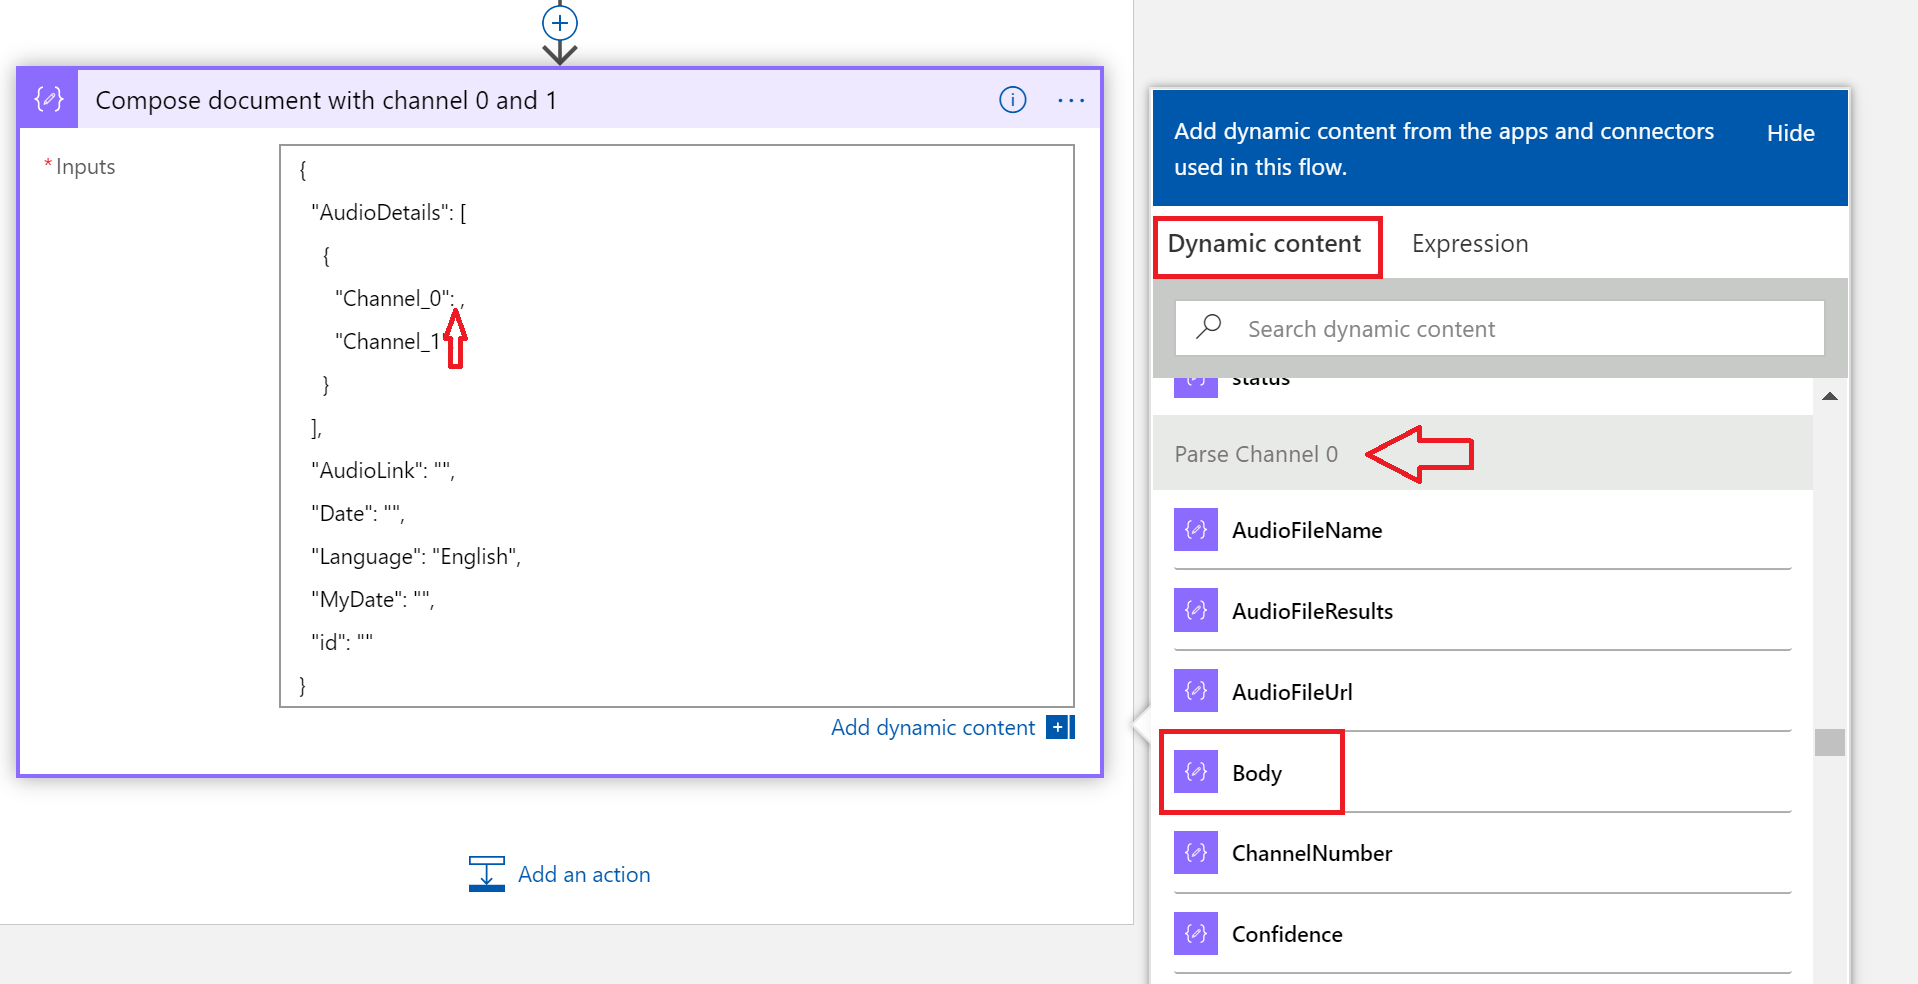 Compose document with channel 0 and 1
* Inputs
{
"AudioDetails": [
{
"Channel_0": ,
"Channel_1"
}
],
"AudioLink": "",
"Date": "",
"Language": "English",
"MyDate": "",
"id": ""
}
Add dynamic content
Add an action
Add dynamic content from the apps and connectors
used in this flow.
Hide
Dynamic content
Expression
Search dynamic content
status
Parse Channel 0
AudioFileName
AudioFileResults
AudioFileUrl
Body
ChannelNumber
Confidence